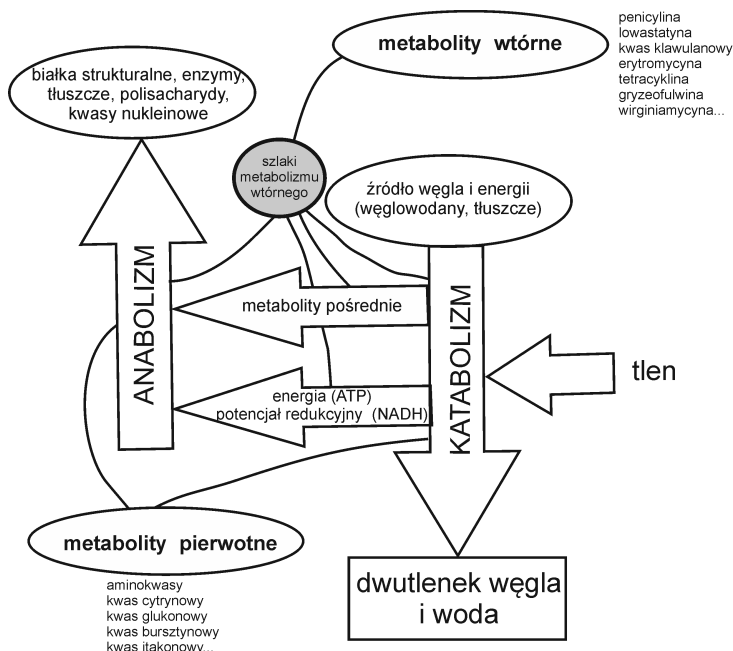 metabolity wtórne
penicylina
lowastatyna
kwas klawulanowy
erytromycyna
tetracyklina
gryzeofulwina
wirginiamycyna...
białka strukturalne, enzymy,
tłuszcze, polisacharydy,
kwasy nukleinowe
szlaki
metabolizmu
wtórnego
źródło węgla i energii
(węglowodany, tłuszcze)
ANABOLIZM
metabolity pośrednie
KATABOLIZM
tlen
energia (ATP)
potencjał redukcyjny (NADH)
metabolity pierwotne
aminokwasy
kwas cytrynowy
kwas glukonowy
kwas bursztynowy
kwas itakonowy...
dwutlenek węgla
i woda